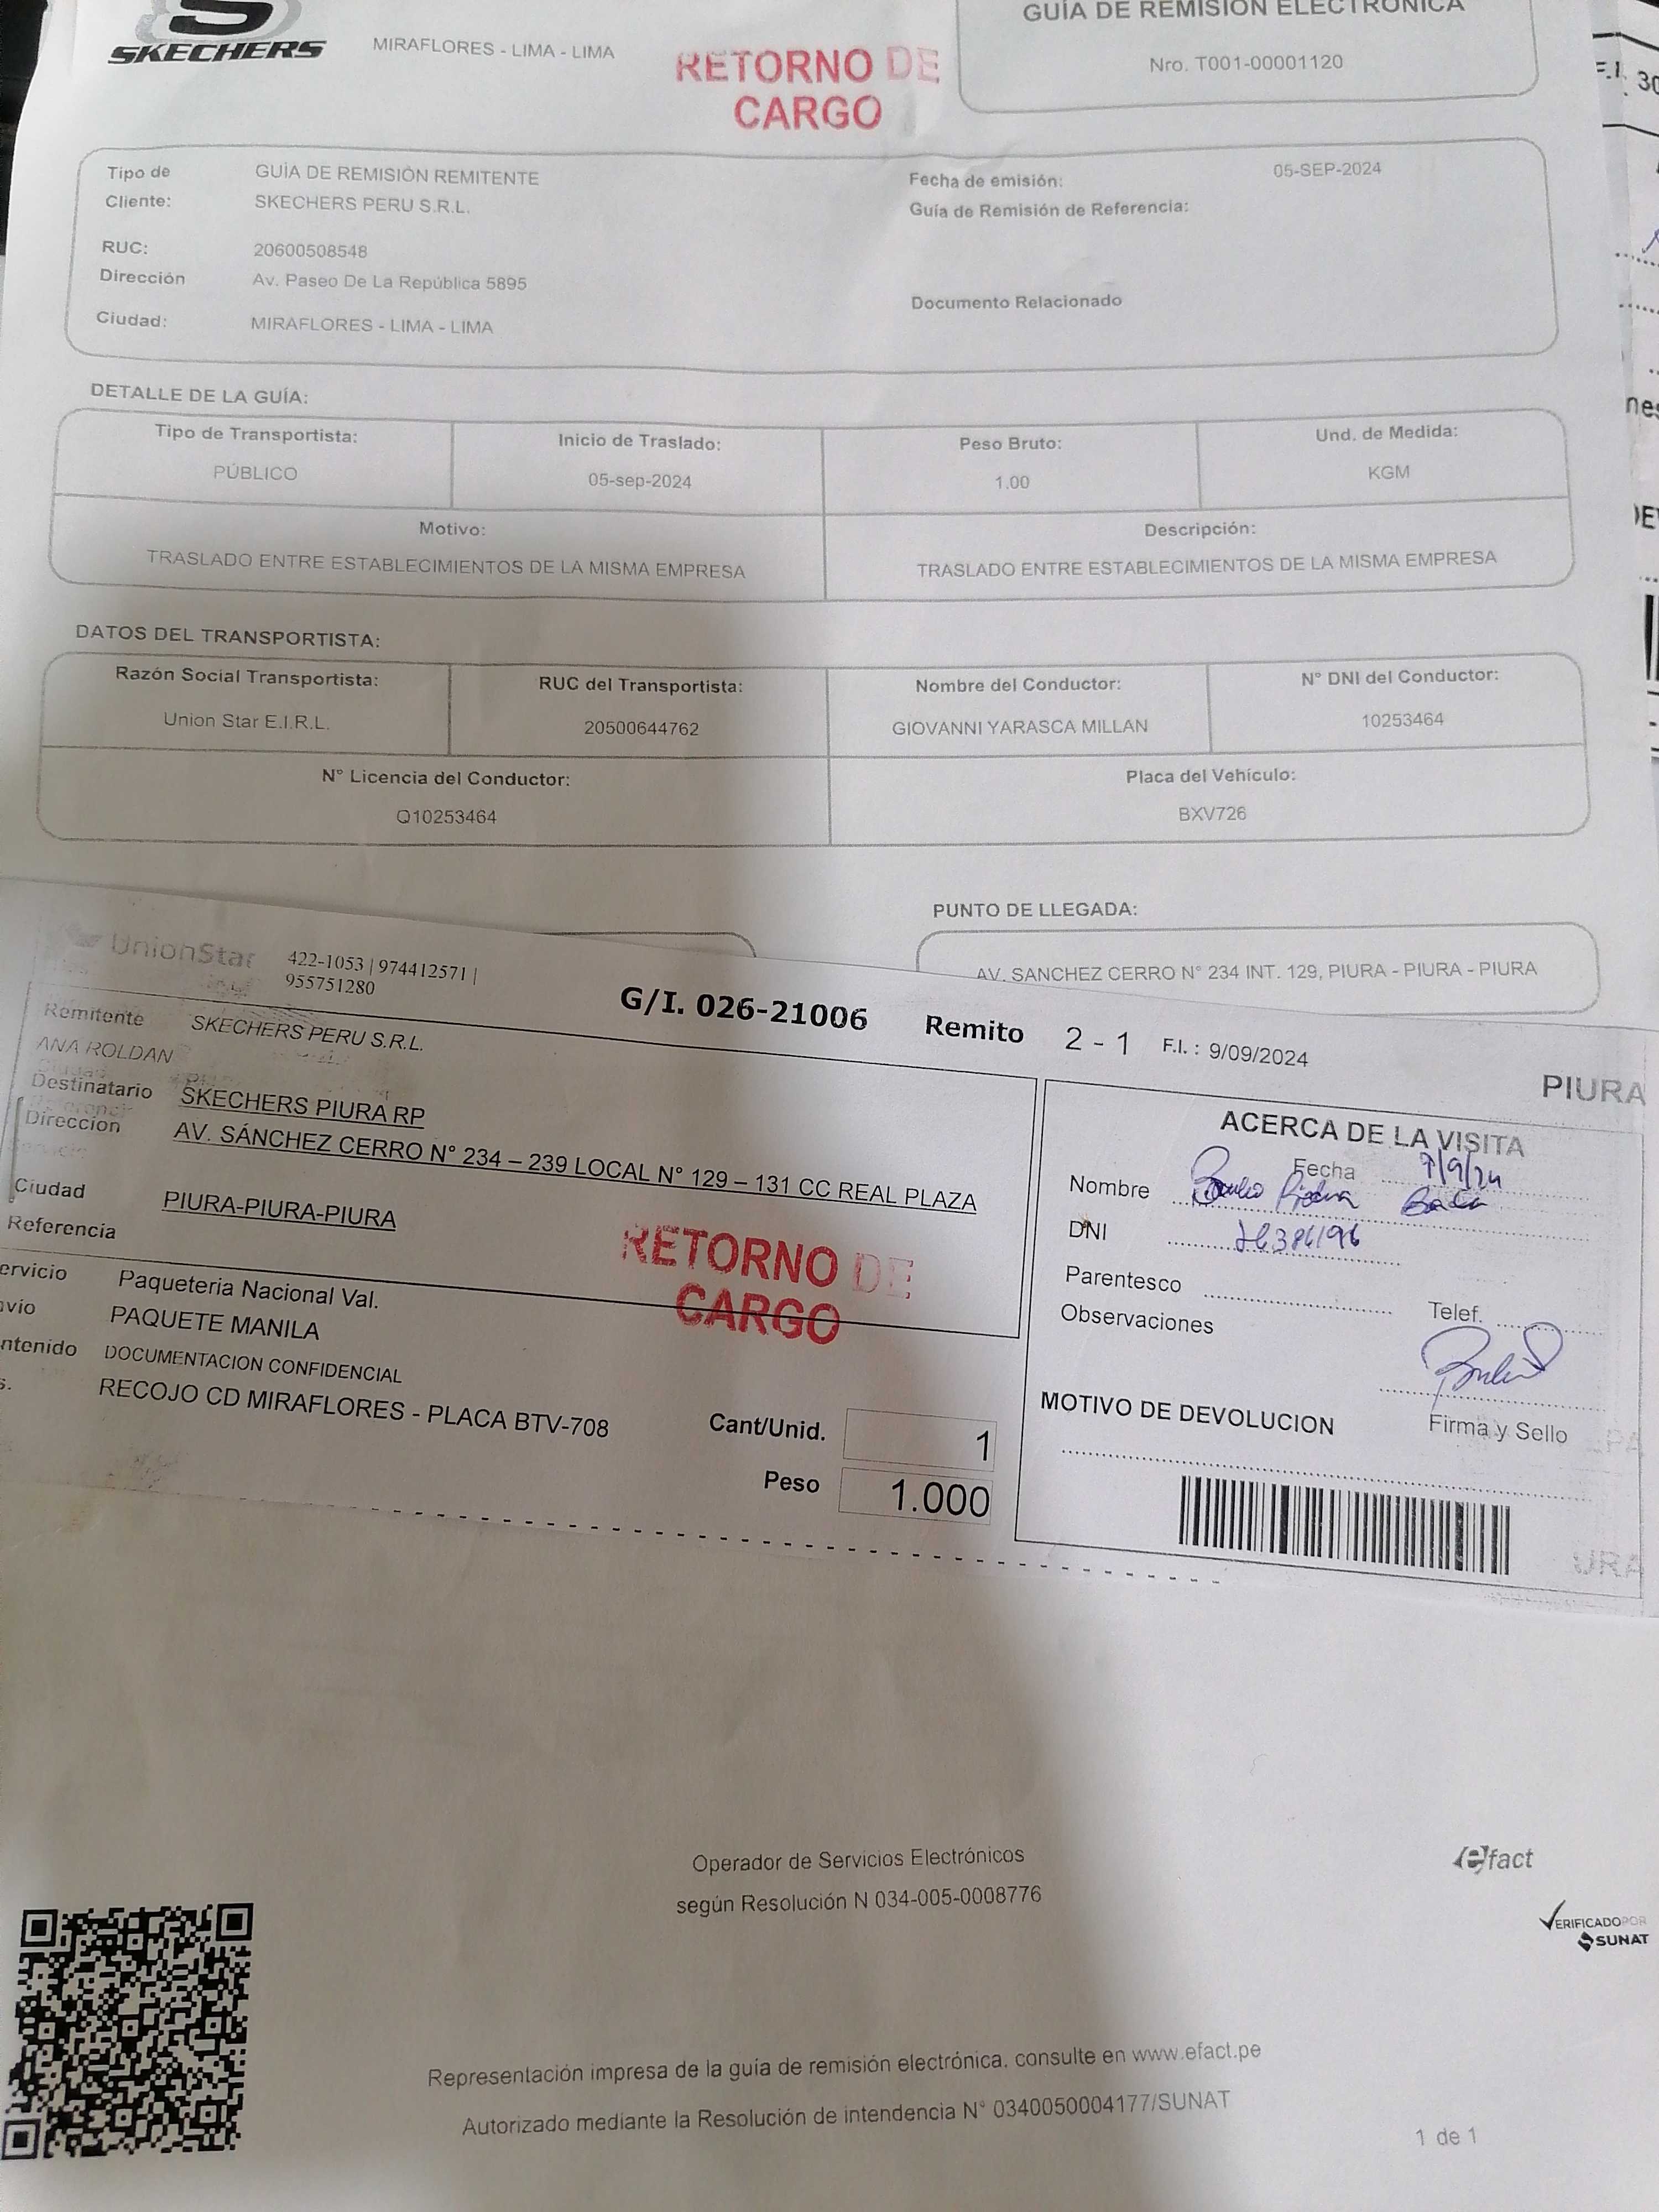 SKECHERS
MIRAFLORES - LIMA - LIMA
RETORNO DE
CARGO
GUÍA DE REMISIÓN ELECTRÓNICA
Nro. T001-00001120
Tipo de GUÍA DE REMISIÓN REMITENTE
Cliente: SKECHERS PERU S.R.L.
RUC: 20600508548
Dirección Av. Paseo De La República 5895
Ciudad: MIRAFLORES - LIMA - LIMA
Fecha de emisión: 05-SEP-2024
Guía de Remisión de Referencia:
Documento Relacionado
DETALLE DE LA GUÍA:
Tipo de Transportista: Inicio de Traslado: Peso Bruto: Und. de Medida:
PÚBLICO 05-sep-2024 1.00 KGM
Motivo: Descripción:
TRASLADO ENTRE ESTABLECIMIENTOS DE LA MISMA EMPRESA TRASLADO ENTRE ESTABLECIMIENTOS DE LA MISMA EMPRESA
DATOS DEL TRANSPORTISTA:
Razón Social Transportista: RUC del Transportista: Nombre del Conductor: N° DNI del Conductor:
Union Star E.I.R.L. 20500644762 GIOVANNI YARASCA MILLAN 10253464
N° Licencia del Conductor: Placa del Vehículo:
Q10253464 BXV726
PUNTO DE LLEGADA:
AV. SANCHEZ CERRO N° 234 INT. 129, PIURA - PIURA - PIURA
UnionStar 422-1053 | 974412571 |
955751280
G/I. 026-21006 Remito 2 - 1 F.I. : 9/09/2024
PIURA
Remitente SKECHERS PERU S.R.L.
ANA ROLDAN
Destinatario SKECHERS PIURA RP
Direccion AV. SÁNCHEZ CERRO N° 234 – 239 LOCAL N° 129 – 131 CC REAL PLAZA
Ciudad PIURA-PIURA-PIURA
Referencia
RETORNO DE
CARGO
ervicio Paqueteria Nacional Val.
nvio PAQUETE MANILA
ntenido DOCUMENTACION CONFIDENCIAL
s. RECOJO CD MIRAFLORES - PLACA BTV-708
Cant/Unid. 1
Peso 1.000
ACERCA DE LA VISITA
Fecha 9/9/24
Nombre
DNI
Parentesco
Telef.
Observaciones
MOTIVO DE DEVOLUCION
Firma y Sello
URA
Operador de Servicios Electrónicos
según Resolución N 034-005-0008776
efact
VERIFICADO POR
SUNAT
Representación impresa de la guía de remisión electrónica. consulte en www.efact.pe
Autorizado mediante la Resolución de intendencia N° 0340050004177/SUNAT
1 de 1